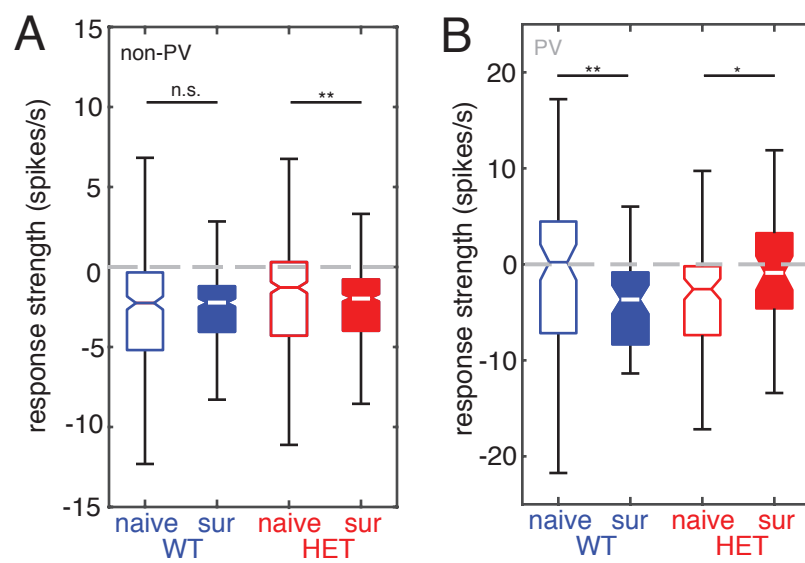 A
non-PV
response strength (spikes/s)
15
10
5
0
-5
-10
-15
n.s.
**
naive sur naive sur
WT HET
B
PV
response strength (spikes/s)
20
10
0
-10
-20
**
*
naive sur naive sur
WT HET